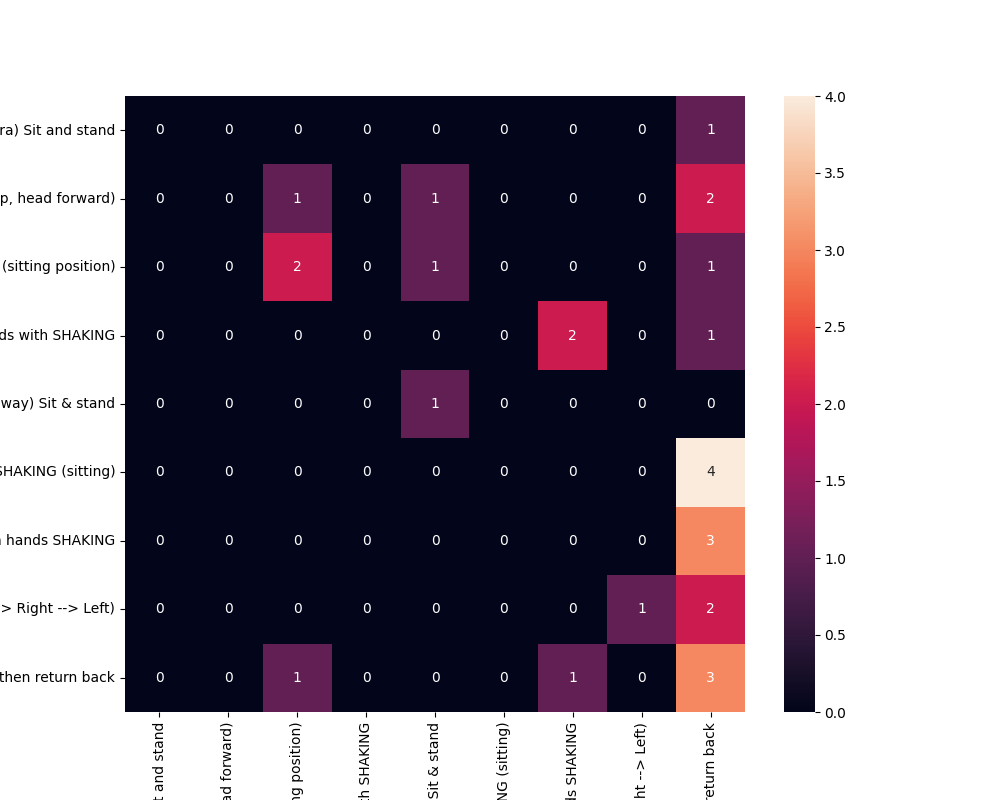 ra) Sit and stand 0 0 0 0 0 0 0 0 1
p, head forward) 0 0 1 0 1 0 0 0 2
(sitting position) 0 0 2 0 1 0 0 0 1
ds with SHAKING 0 0 0 0 0 0 2 0 1
way) Sit & stand 0 0 0 0 1 0 0 0 0
SHAKING (sitting) 0 0 0 0 0 0 0 0 4
hands SHAKING 0 0 0 0 0 0 0 0 3
> Right --> Left) 0 0 0 0 0 0 0 1 2
then return back 0 0 1 0 0 0 1 0 3
t and stand
ad forward)
ng position)
th SHAKING
Sit & stand
NG (sitting)
ds SHAKING
ht --> Left)
return back
4.0
3.5
3.0
2.5
2.0
1.5
1.0
0.5
0.0